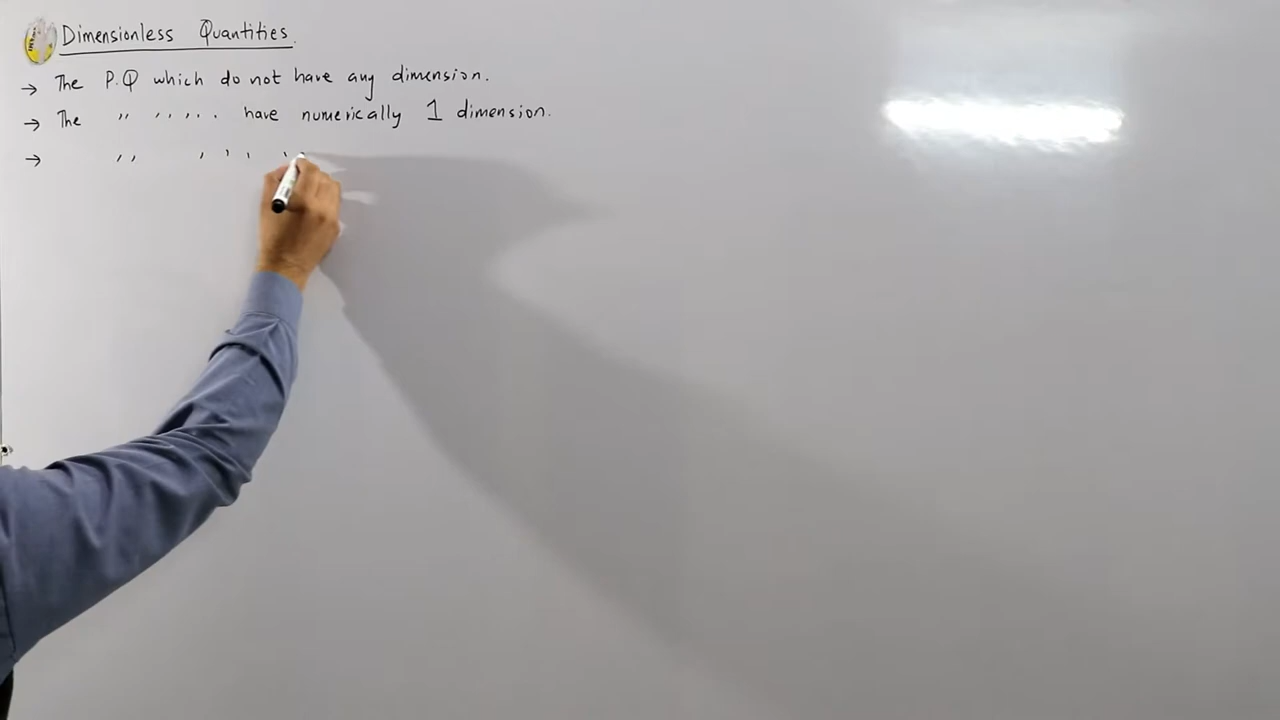 Dimensionless Quantities.
→ The P.Q which do not have any dimension.
→ The ,, ,, ,, . have numerically 1 dimension.
→ ,, , , , ,,